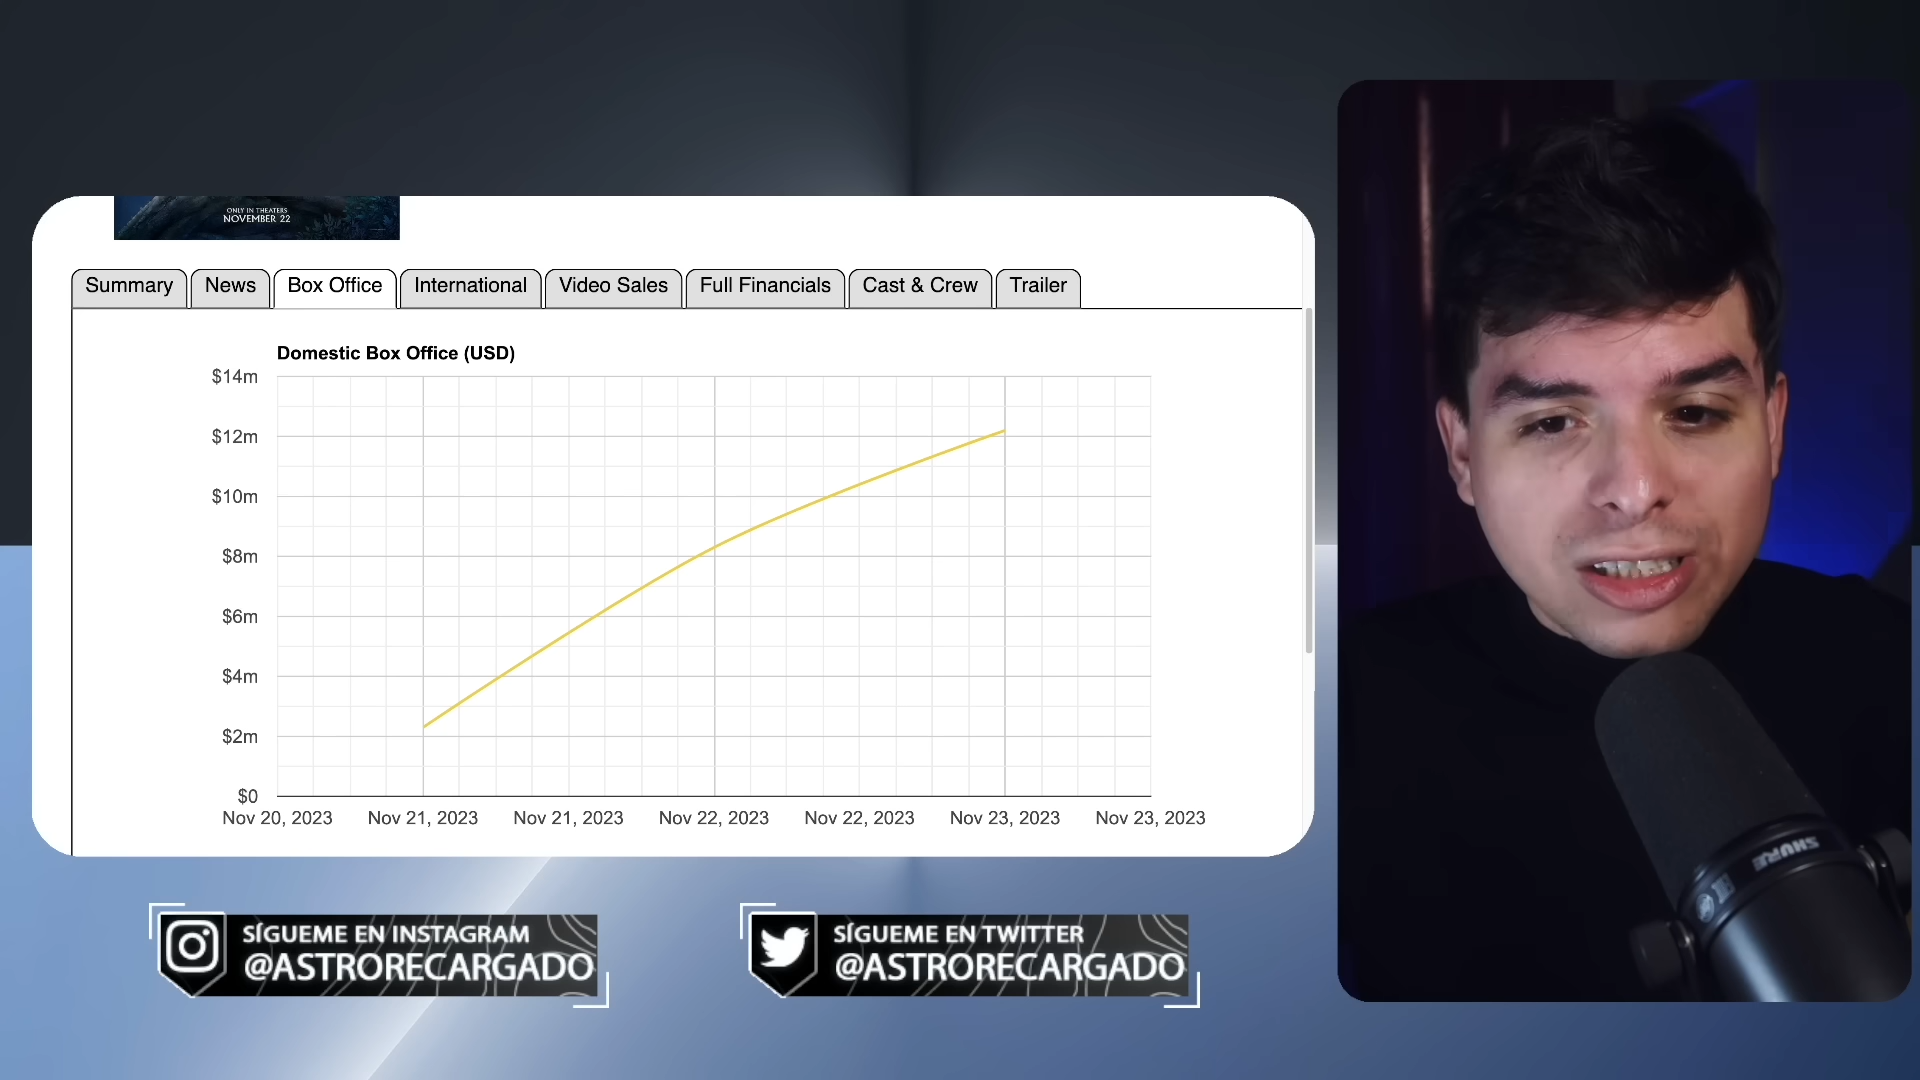 ONLY IN THEATERS
NOVEMBER 22
Summary News Box Office International Video Sales Full Financials Cast & Crew Trailer
Domestic Box Office (USD)
$14m
$12m
$10m
$8m
$6m
$4m
$2m
$0
Nov 20, 2023 Nov 21, 2023 Nov 21, 2023 Nov 22, 2023 Nov 22, 2023 Nov 23, 2023 Nov 23, 2023
SHURE
SÍGUEME EN INSTAGRAM
@ASTRORECARGADO
SÍGUEME EN TWITTER
@ASTRORECARGADO